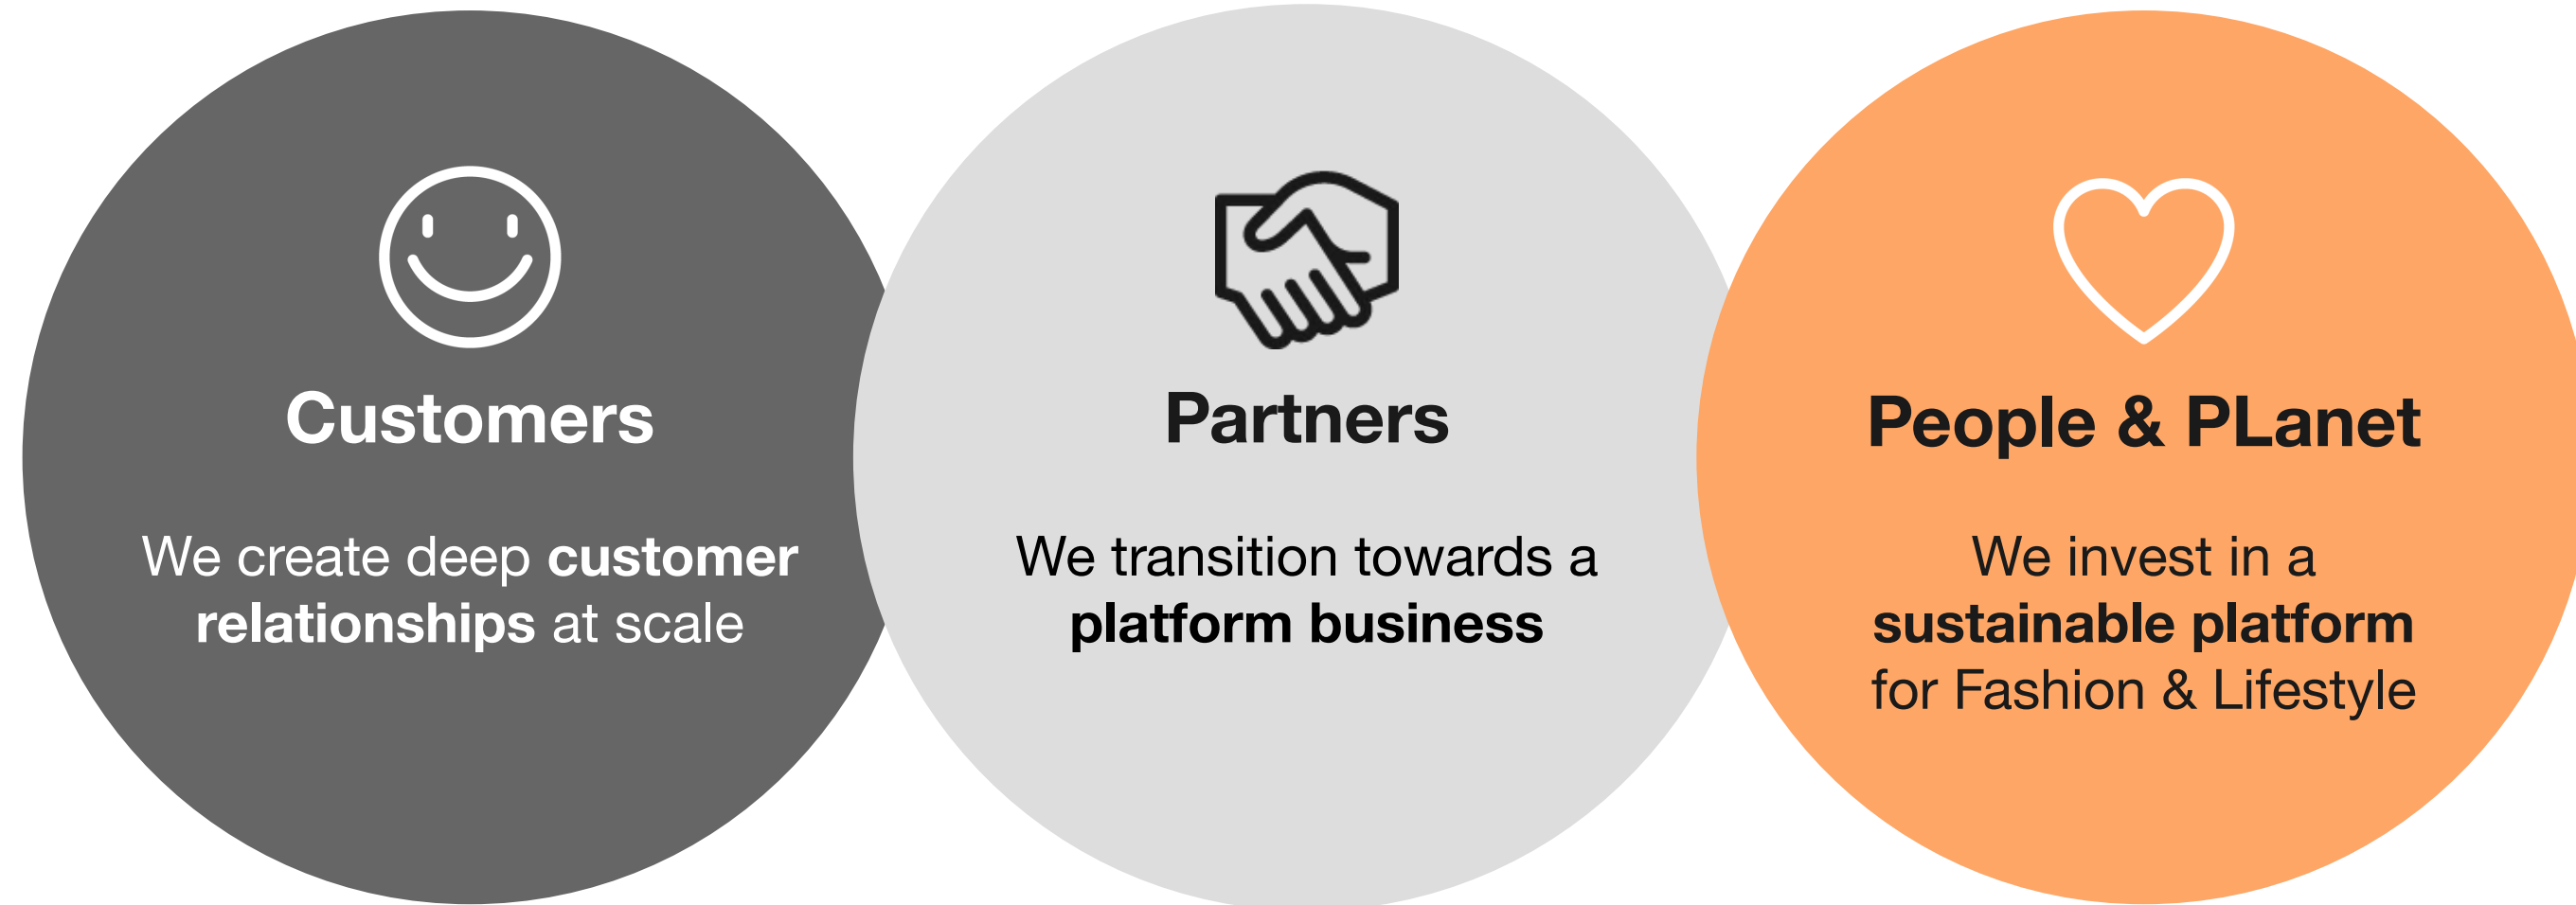 Customers
We create deep customer
relationships at scale
Partners
We transition towards a
platform business
People & PLanet
We invest in a
sustainable platform
for Fashion & Lifestyle